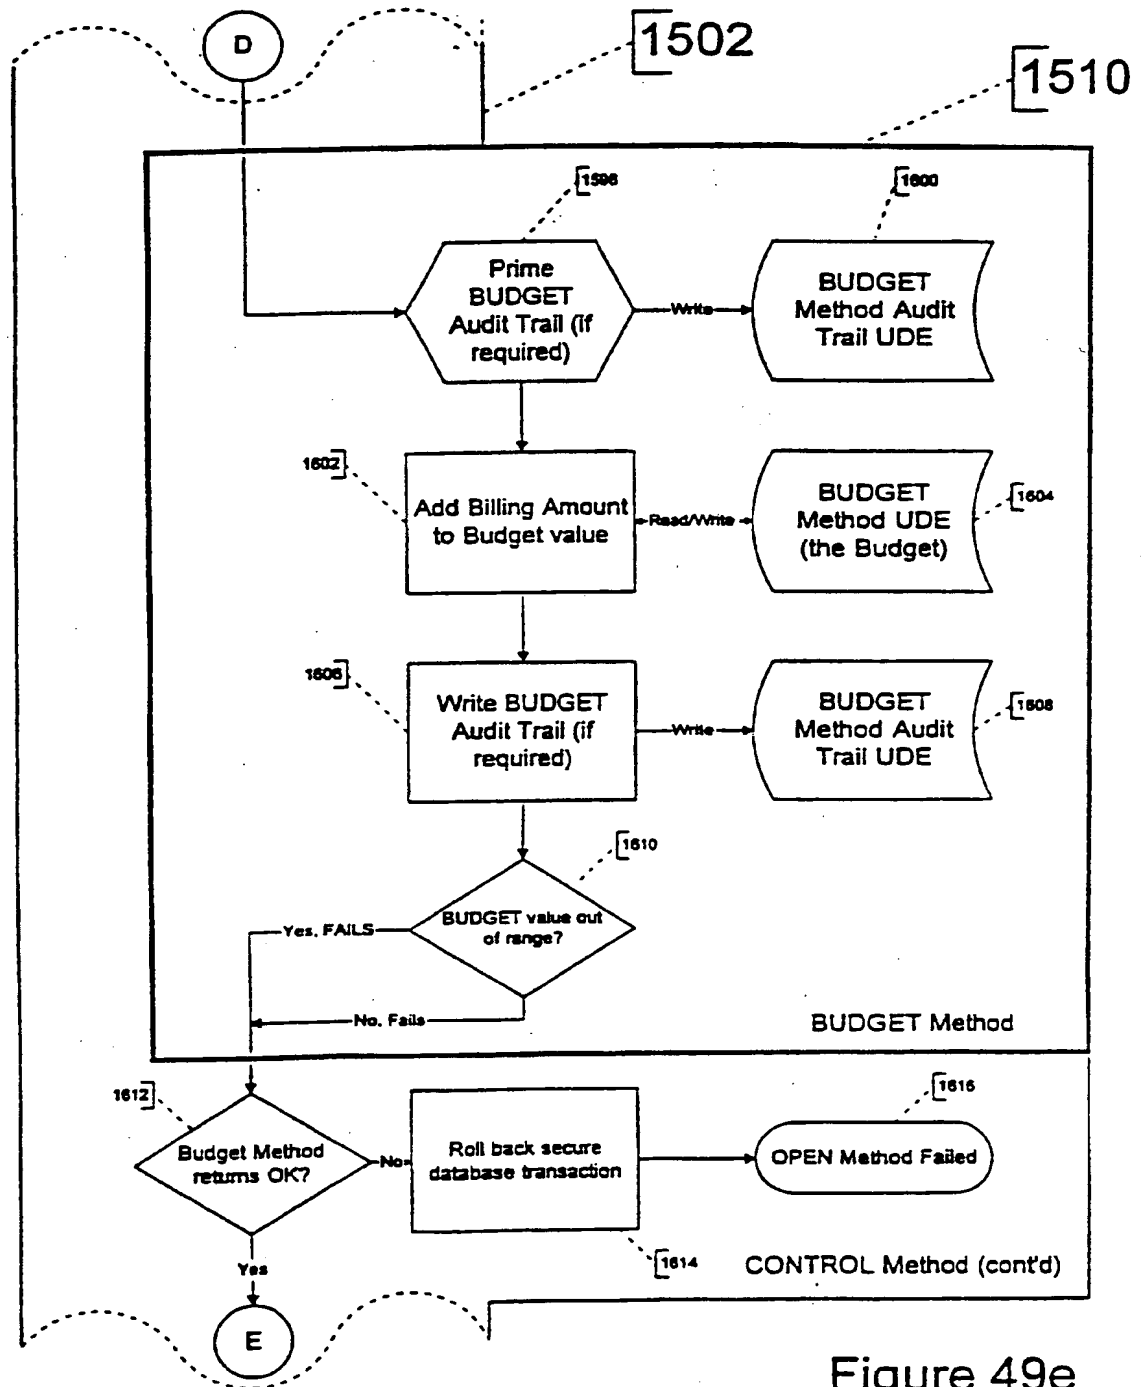 D
1502
1510
1598
1600
Prime
BUDGET
Audit Trail (if
required)
Write
BUDGET
Method Audit
Trail UDE
1602
Add Billing Amount
to Budget value
Read/Write
BUDGET
Method UDE
(the Budget)
1604
1606
Write BUDGET
Audit Trail (if
required)
Write
BUDGET
Method Audit
Trail UDE
1608
1610
BUDGET value out
of range?
Yes, FAILS
No, Fails
BUDGET Method
1612
Budget Method
returns OK?
No
Roll back secure
database transaction
1616
OPEN Method Failed
Yes
1614
CONTROL Method (cont'd)
E
Figure 49e